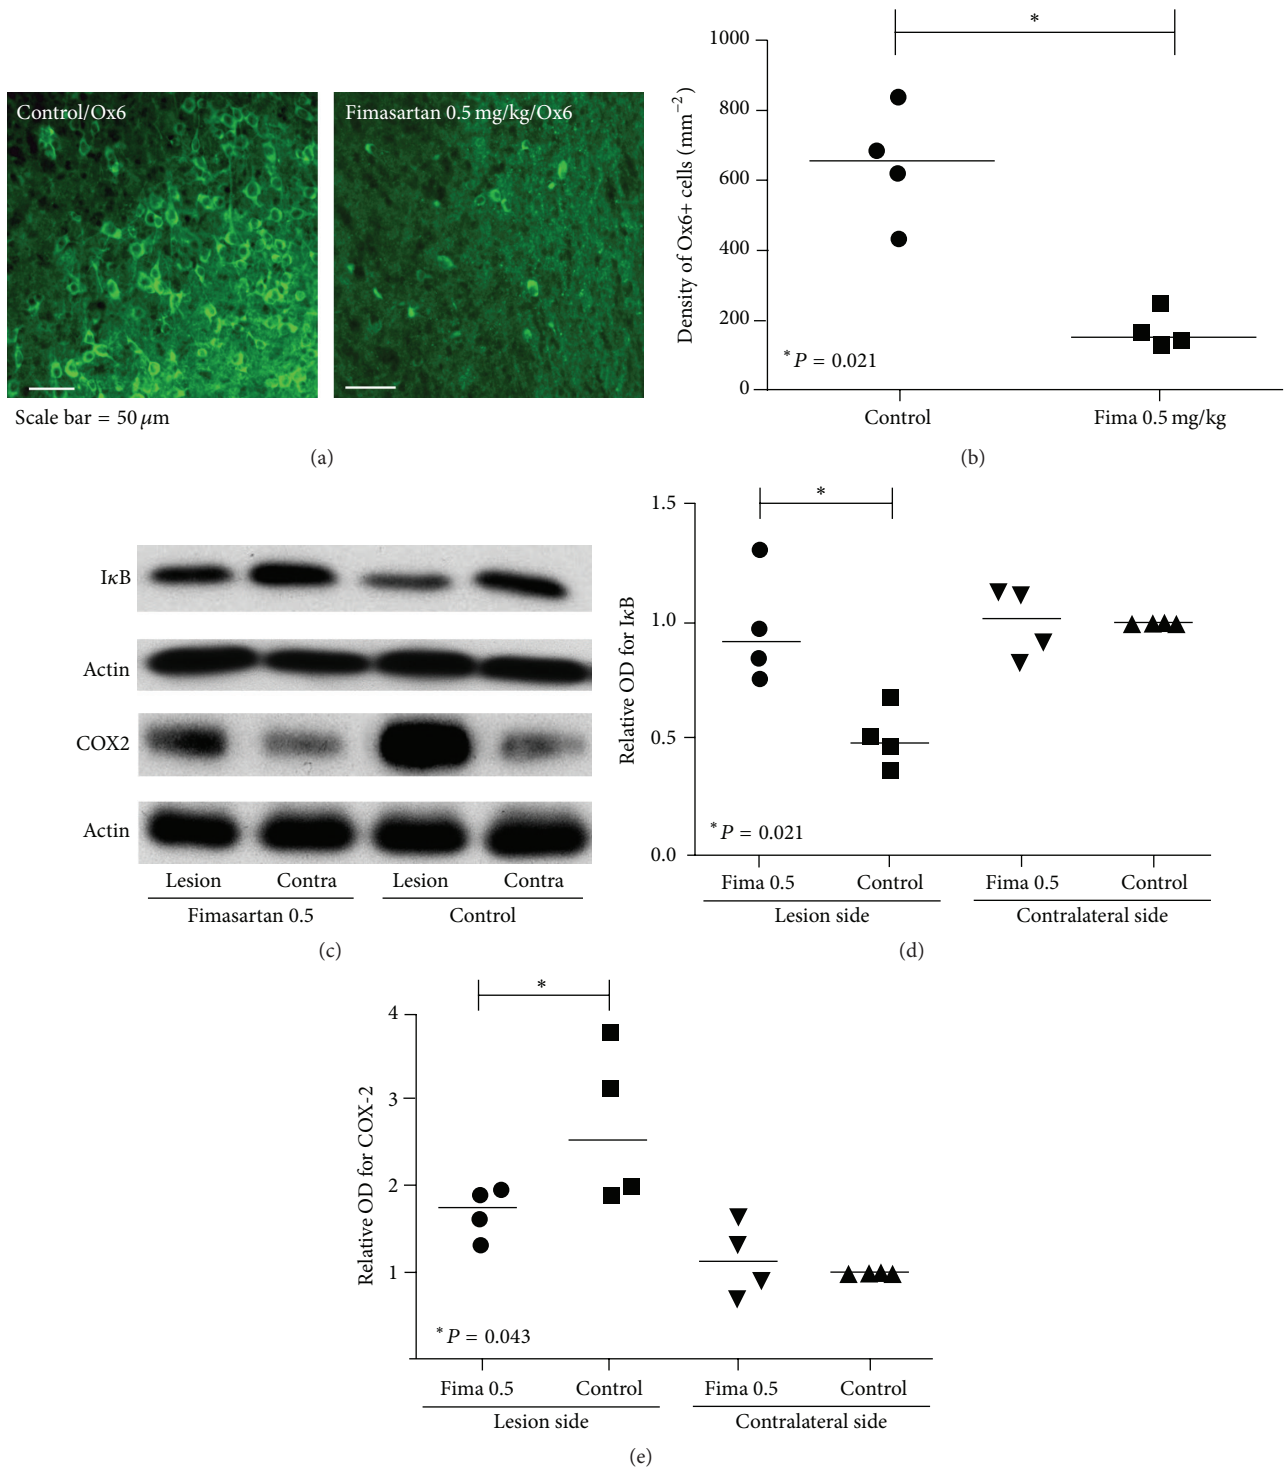 Control/Ox6
Fimasartan 0.5 mg/kg/Ox6
Scale bar = 50 μm
(a)
*
1000
800
600
400
200
0
Density of Ox6+ cells (mm⁻²)
* P = 0.021
Control
Fima 0.5 mg/kg
(b)
IκB
Actin
COX2
Actin
Lesion
Contra
Lesion
Contra
Fimasartan 0.5
Control
(c)
*
1.5
1.0
0.5
0.0
Relative OD for IκB
* P = 0.021
Fima 0.5
Control
Fima 0.5
Control
Lesion side
Contralateral side
(d)
*
4
3
2
1
Relative OD for COX-2
* P = 0.043
Fima 0.5
Control
Fima 0.5
Control
Lesion side
Contralateral side
(e)